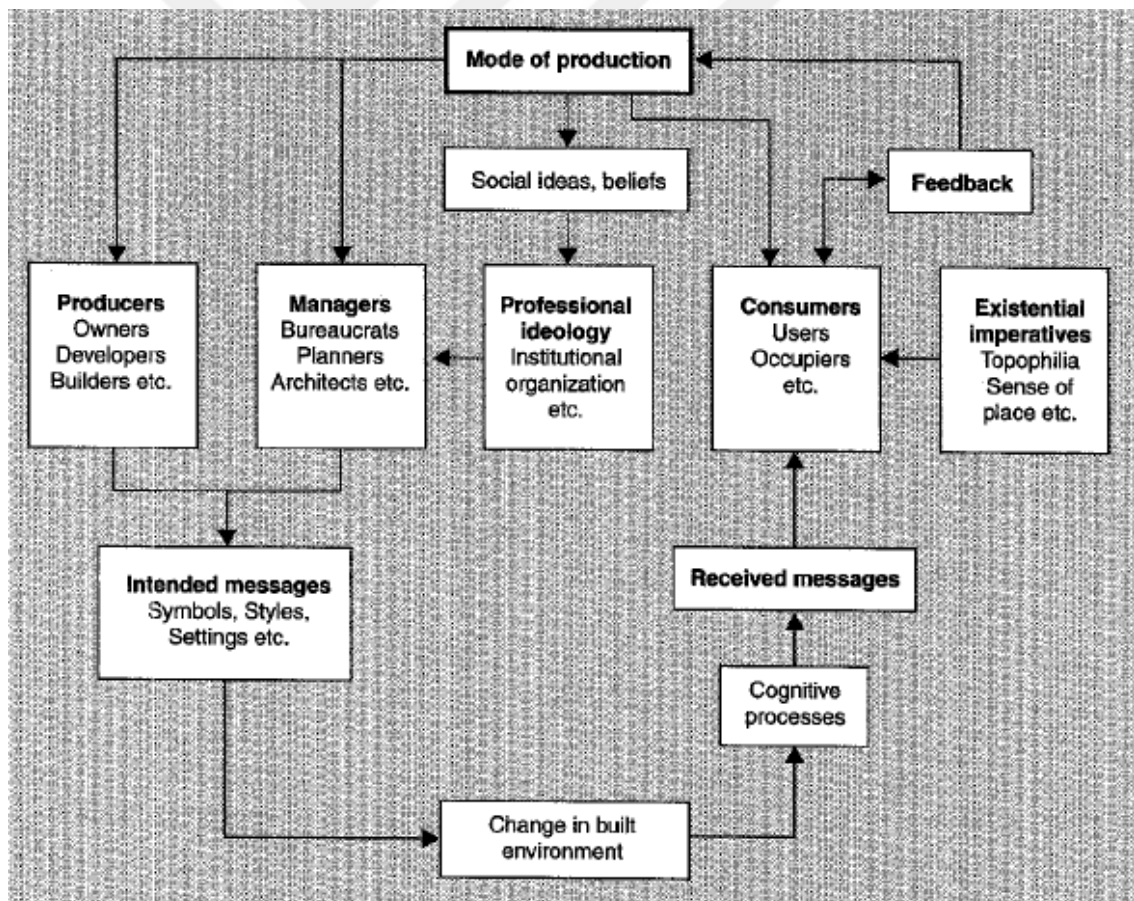 Mode of production
Social ideas, beliefs
Feedback
Producers
Owners
Developers
Builders etc.
Managers
Bureaucrats
Planners
Architects etc.
Professional
ideology
Institutional
organization
etc.
Consumers
Users
Occupiers
etc.
Existential
imperatives
Topophilia
Sense of
place etc.
Intended messages
Symbols, Styles,
Settings etc.
Received messages
Cognitive
processes
Change in built
environment